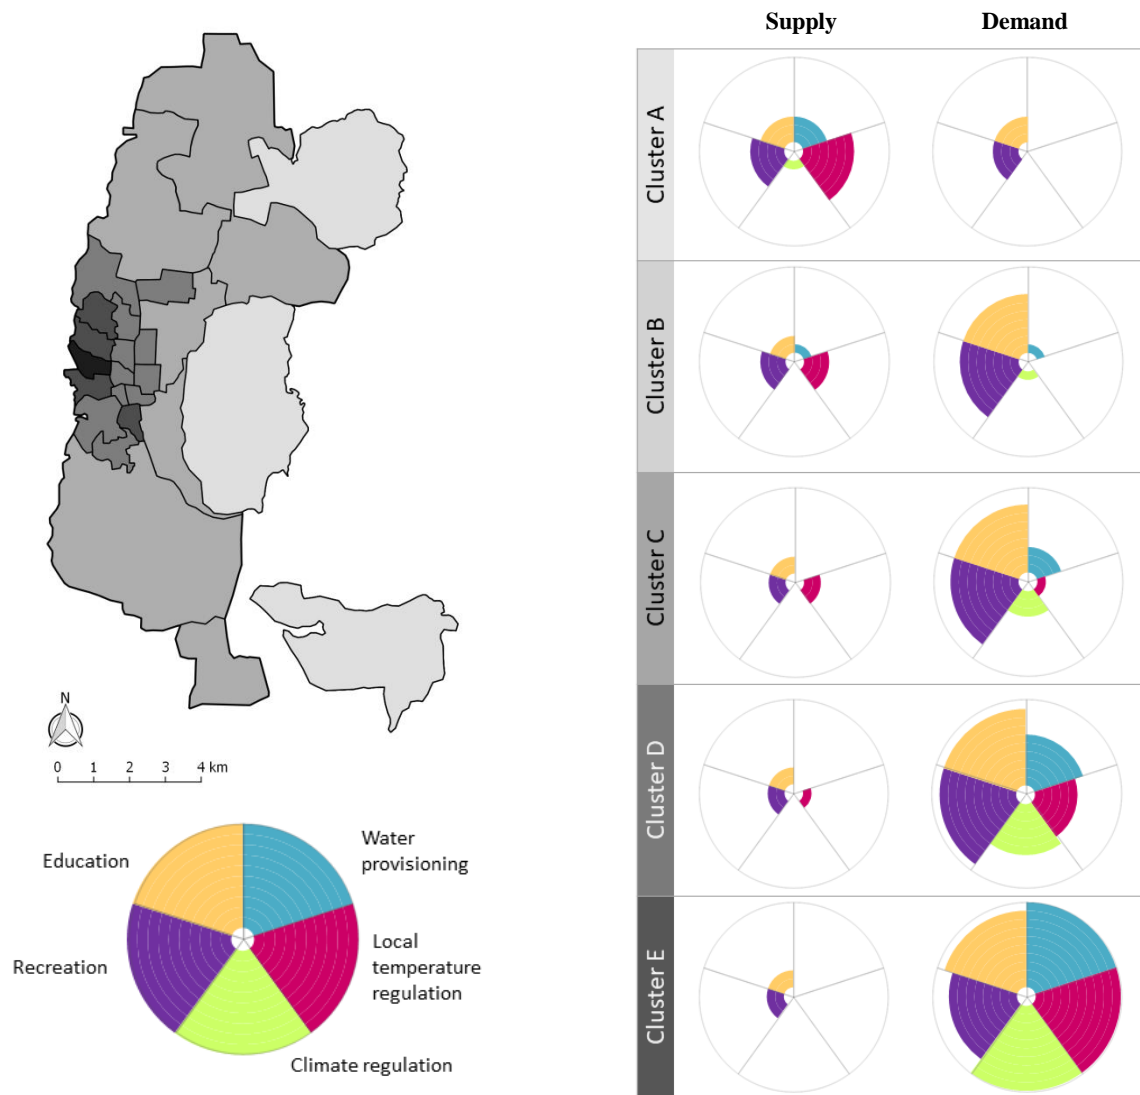 Supply Demand
Cluster A
Cluster B
Cluster C
Cluster D
Cluster E
N
0 1 2 3 4 km
Education
Water
provisioning
Recreation
Local
temperature
regulation
Climate regulation